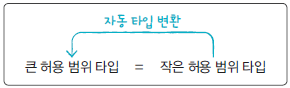 자동 타입 변환
큰 허용 범위 타입 = 작은 허용 범위 타입